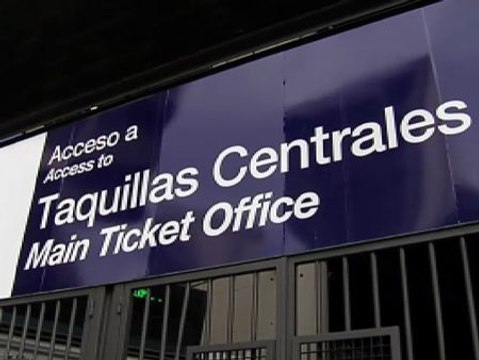 Acceso a
Access to
Taquillas Centrales
Main Ticket Office